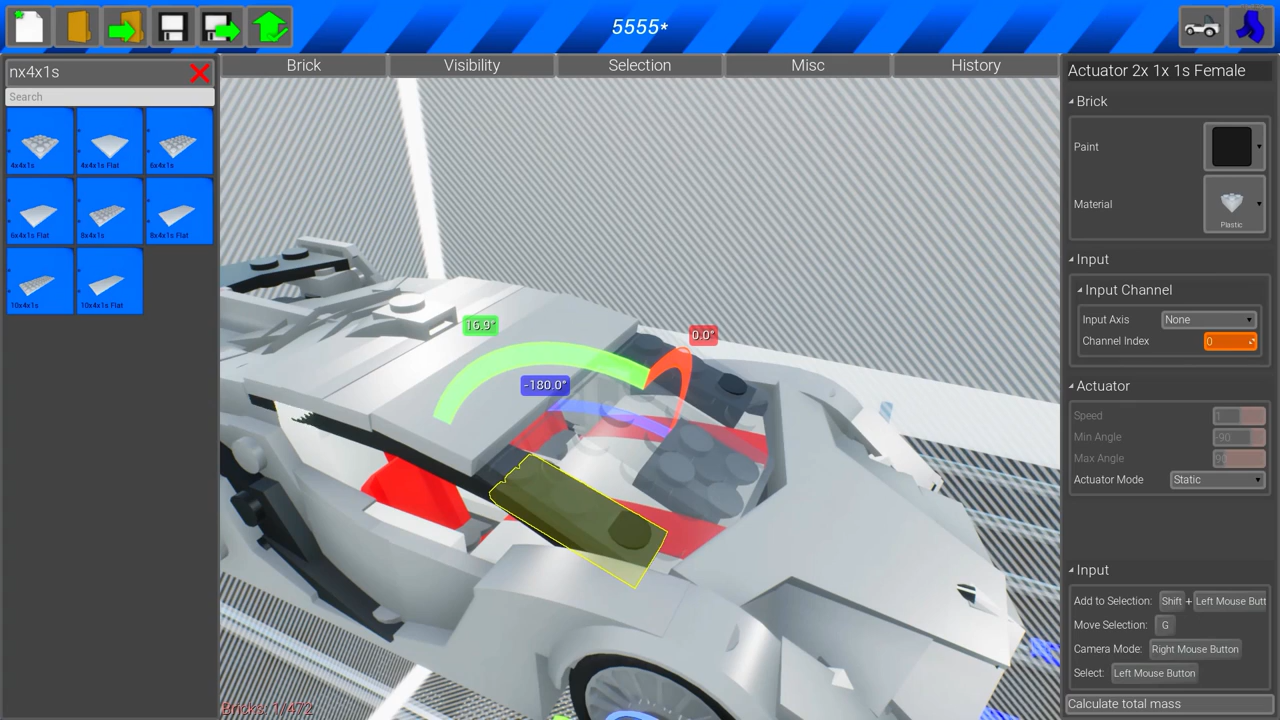 5555*
nx4x1s
Search
4x4x1s
4x4x1s Flat
6x4x1s
6x4x1s Flat
8x4x1s
8x4x1s Flat
10x4x1s
10x4x1s Flat
Brick
Visibility
Selection
Misc
History
16.9°
0.0°
-180.0°
Bricks: 1/472
Actuator 2x 1x 1s Female
Brick
Paint
Material
Plastic
Input
Input Channel
Input Axis
None
Channel Index
0
Actuator
Speed
1
Min Angle
-90
Max Angle
90
Actuator Mode
Static
Input
Add to Selection: Shift + Left Mouse Butt
Move Selection: G
Camera Mode: Right Mouse Button
Select: Left Mouse Button
Calculate total mass